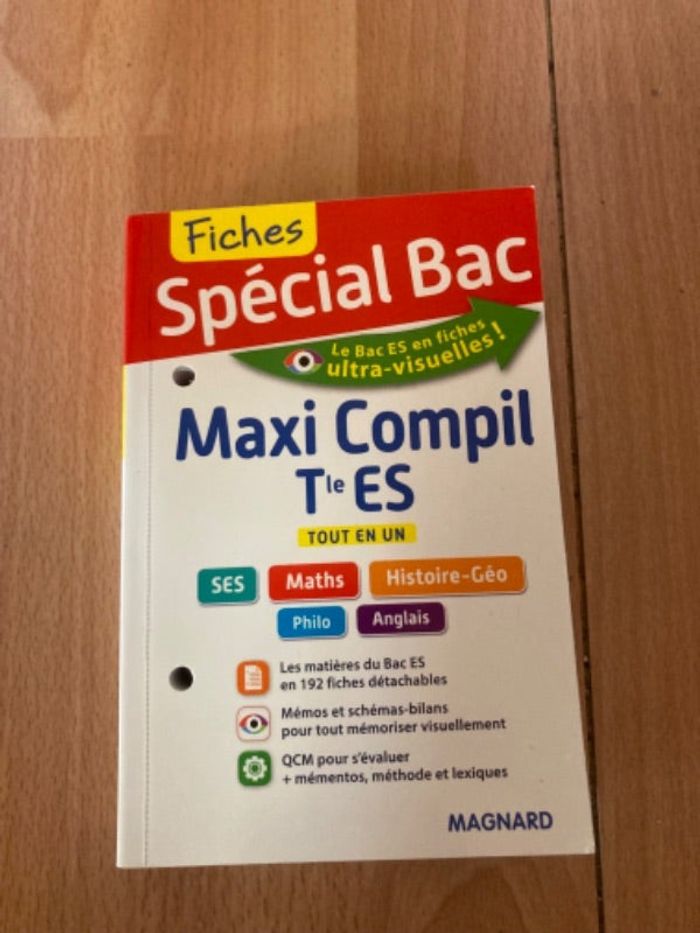 Fiches
Spécial Bac
Le Bac ES en fiches
ultra-visuelles !
Maxi Compil
Tle ES
TOUT EN UN
SES
Maths
Histoire-Géo
Philo
Anglais
Les matières du Bac ES
en 192 fiches détachables
Mémos et schémas-bilans
pour tout mémoriser visuellement
QCM pour s'évaluer
+ mémentos, méthode et lexiques
MAGNARD